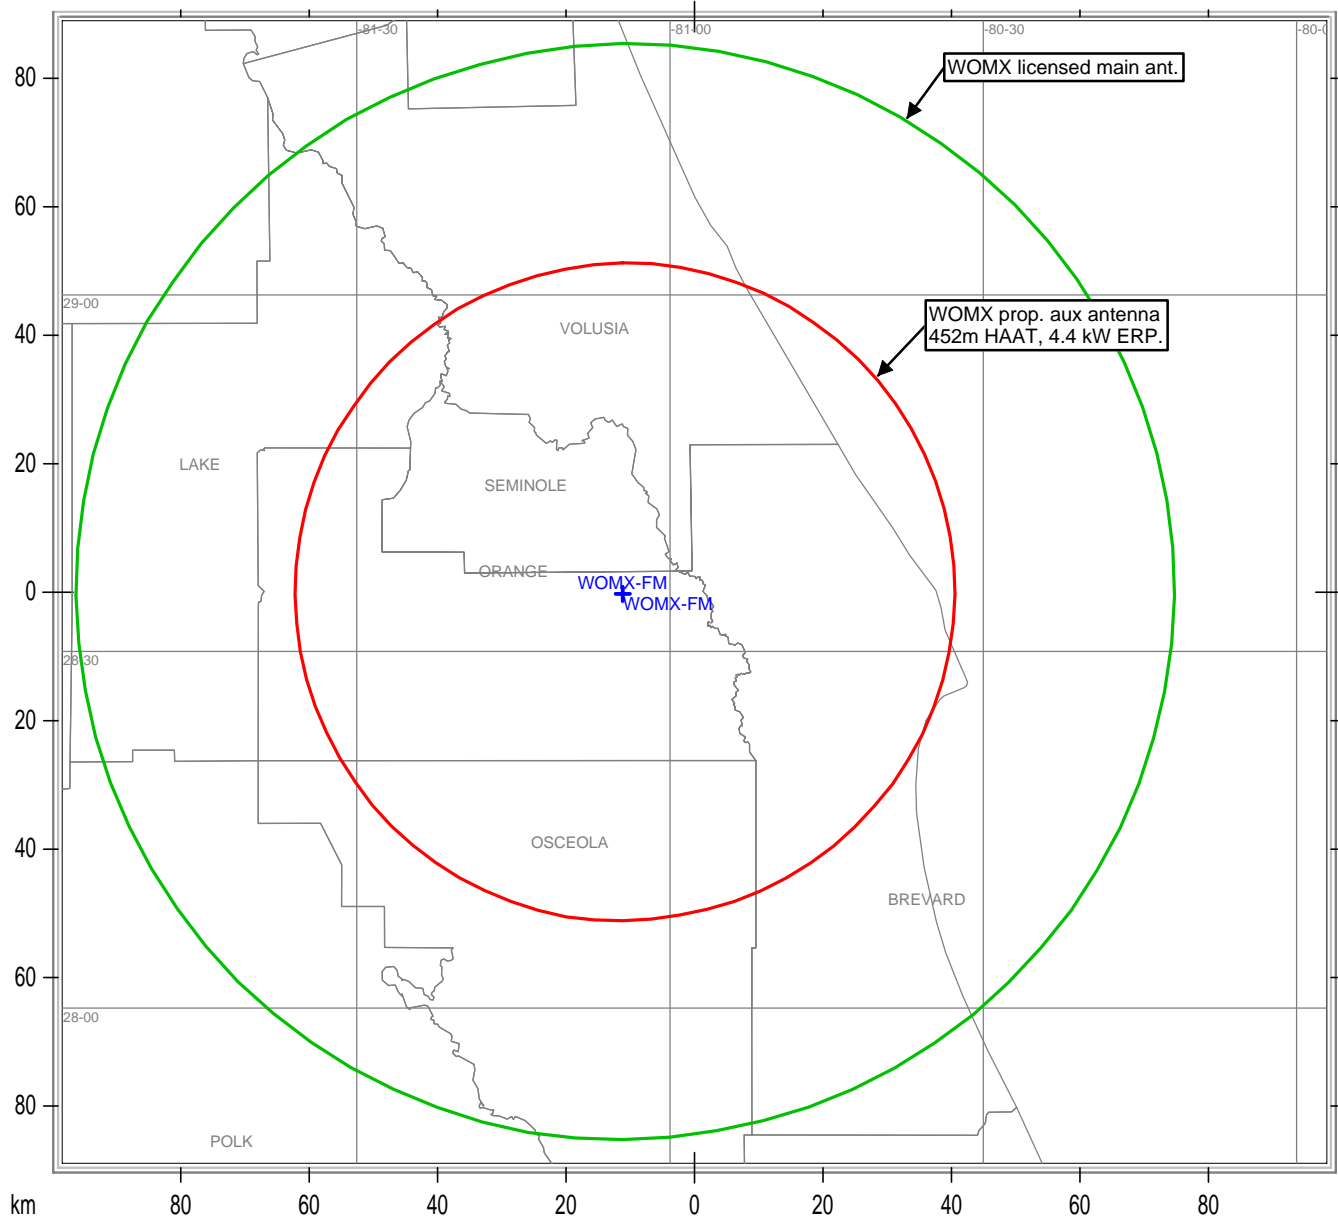 -81-30
-81-00
-80-30
-80-0
WOMX licensed main ant.
80
60
29-00
WOMX prop. aux antenna
452m HAAT, 4.4 kW ERP.
VOLUSIA
40
LAKE
20
SEMINOLE
ORANGE
WOMX-FM
0
WOMX-FM
28-30
20
OSCEOLA
40
BREVARD
60
28-00
80
POLK
km
80
60
40
20
0
20
40
60
80